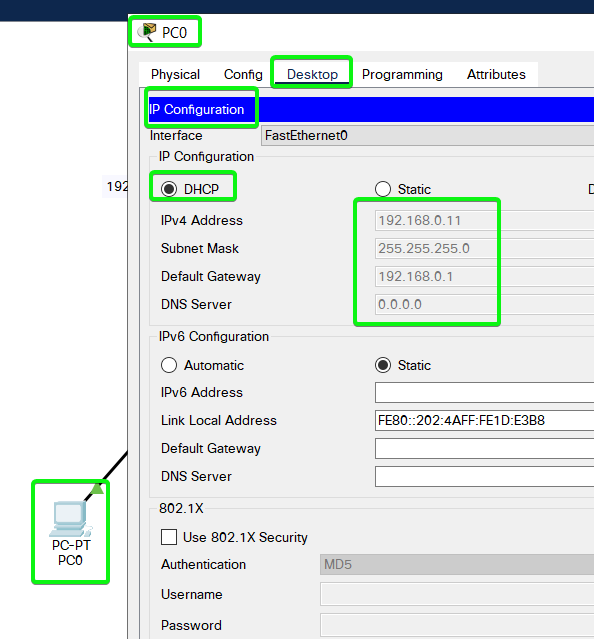 PC0
Physical Config Desktop Programming Attributes
IP Configuration
Interface FastEthernet0
IP Configuration
192
DHCP Static D
IPv4 Address 192.168.0.11
Subnet Mask 255.255.255.0
Default Gateway 192.168.0.1
DNS Server 0.0.0.0
IPv6 Configuration
Automatic Static
IPv6 Address
Link Local Address FE80::202:4AFF:FE1D:E3B8
Default Gateway
DNS Server
802.1X
Use 802.1X Security
Authentication MD5
Username
Password
PC-PT
PC0